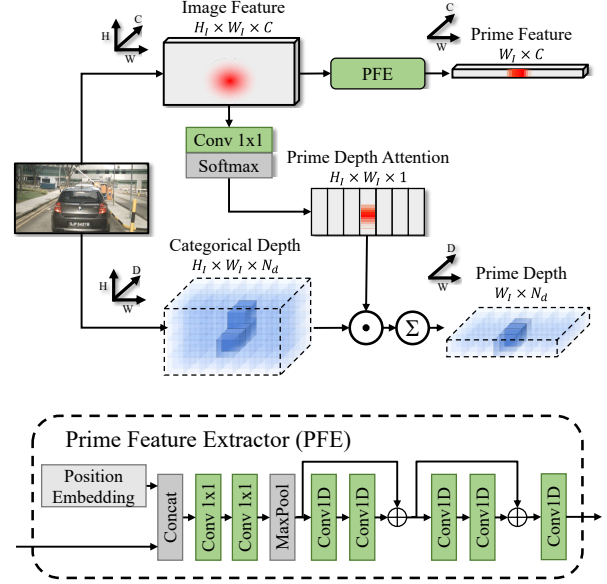 Image Feature
H_I × W_I × C
H
C
W
C
W
Prime Feature
W_I × C
PFE
Conv 1x1
Softmax
Prime Depth Attention
H_I × W_I × 1
Categorical Depth
H_I × W_I × N_d
H
D
W
D
W
Prime Depth
W_I × N_d
Σ
Prime Feature Extractor (PFE)
Position
Embedding
Concat
Conv 1x1
Conv 1x1
MaxPool
Conv1D
Conv1D
Conv1D
Conv1D
Conv1D